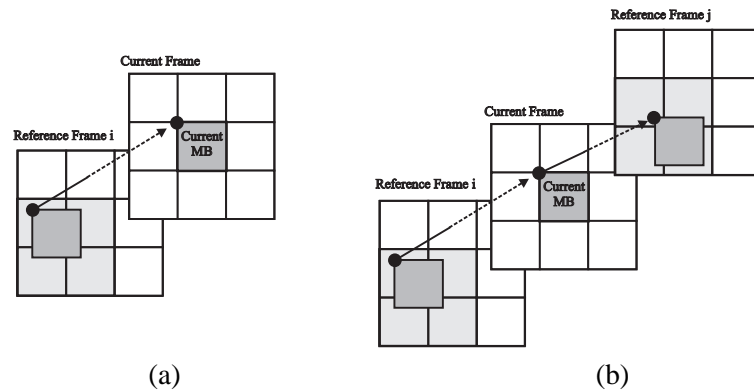 Reference Frame j
Current Frame
Current Frame
Reference Frame i
Current
MB
Reference Frame i
Current
MB
(a)
(b)